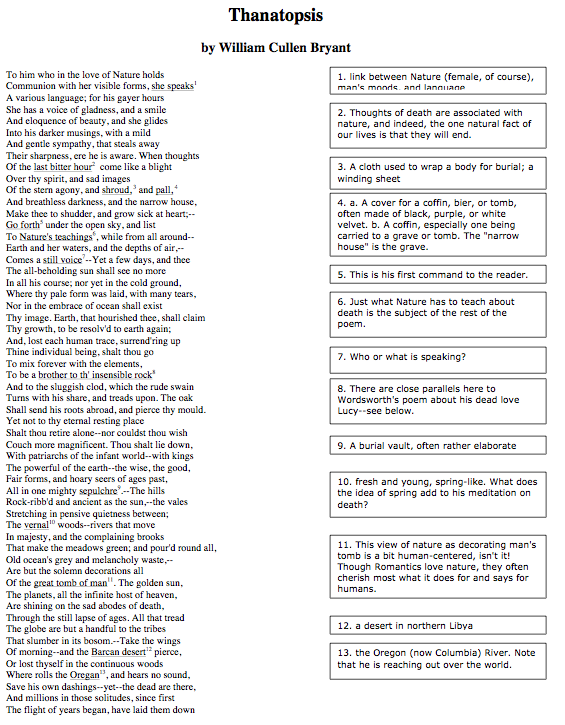 Thanatopsis
by William Cullen Bryant
To him who in the love of Nature holds
Communion with her visible forms, she speaks1
A various language; for his gayer hours
She has a voice of gladness, and a smile
And eloquence of beauty, and she glides
Into his darker musings, with a mild
And gentle sympathy, that steals away
Their sharpness, ere he is aware. When thoughts
Of the last bitter hour2 come like a blight
Over thy spirit, and sad images
Of the stern agony, and shroud,3 and pall,4
And breathless darkness, and the narrow house,
Make thee to shudder, and grow sick at heart;--
Go forth5 under the open sky, and list
To Nature's teachings6, while from all around--
Earth and her waters, and the depths of air,--
Comes a still voice7--Yet a few days, and thee
The all-beholding sun shall see no more
In all his course; nor yet in the cold ground,
Where thy pale form was laid, with many tears,
Nor in the embrace of ocean shall exist
Thy image. Earth, that nourished thee, shall claim
Thy growth, to be resolv'd to earth again;
And, lost each human trace, surrend'ring up
Thine individual being, shalt thou go
To mix forever with the elements,
To be a brother to th' insensible rock8
And to the sluggish clod, which the rude swain
Turns with his share, and treads upon. The oak
Shall send his roots abroad, and pierce thy mould.
Yet not to thy eternal resting place
Shalt thou retire alone--nor couldst thou wish
Couch more magnificent. Thou shalt lie down,
With patriarchs of the infant world--with kings
The powerful of the earth--the wise, the good,
Fair forms, and hoary seers of ages past,
All in one mighty sepulchre9.--The hills
Rock-ribb'd and ancient as the sun,--the vales
Stretching in pensive quietness between;
The vernal10 woods--rivers that move
In majesty, and the complaining brooks
That make the meadows green; and pour'd round all,
Old ocean's grey and melancholy waste,--
Are but the solemn decorations all
Of the great tomb of man11. The golden sun,
The planets, all the infinite host of heaven,
Are shining on the sad abodes of death,
Through the still lapse of ages. All that tread
The globe are but a handful to the tribes
That slumber in its bosom.--Take the wings
Of morning--and the Barcan desert12 pierce,
Or lost thyself in the continuous woods
Where rolls the Oregan13, and hears no sound,
Save his own dashings--yet--the dead are there,
And millions in those solitudes, since first
The flight of years began, have laid them down
1. link between Nature (female, of course),
man's moods, and language
2. Thoughts of death are associated with
nature, and indeed, the one natural fact of
our lives is that they will end.
3. A cloth used to wrap a body for burial; a
winding sheet
4. a. A cover for a coffin, bier, or tomb,
often made of black, purple, or white
velvet. b. A coffin, especially one being
carried to a grave or tomb. The "narrow
house" is the grave.
5. This is his first command to the reader.
6. Just what Nature has to teach about
death is the subject of the rest of the
poem.
7. Who or what is speaking?
8. There are close parallels here to
Wordsworth's poem about his dead love
Lucy--see below.
9. A burial vault, often rather elaborate
10. fresh and young, spring-like. What does
the idea of spring add to his meditation on
death?
11. This view of nature as decorating man's
tomb is a bit human-centered, isn't it!
Though Romantics love nature, they often
cherish most what it does for and says for
humans.
12. a desert in northern Libya
13. the Oregon (now Columbia) River. Note
that he is reaching out over the world.